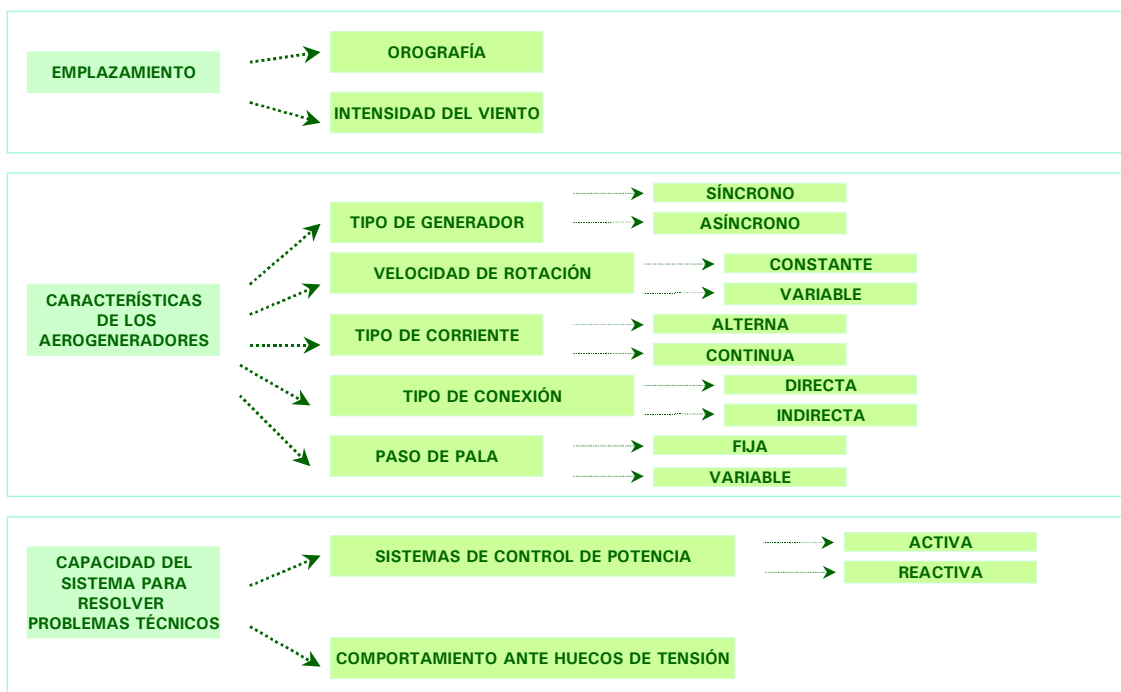 EMPLAZAMIENTO
OROGRAFÍA
INTENSIDAD DEL VIENTO
CARACTERÍSTICAS
DE LOS
AEROGENERADORES
TIPO DE GENERADOR
SÍNCRONO
ASÍNCRONO
VELOCIDAD DE ROTACIÓN
CONSTANTE
VARIABLE
TIPO DE CORRIENTE
ALTERNA
CONTINUA
TIPO DE CONEXIÓN
DIRECTA
INDIRECTA
PASO DE PALA
FIJA
VARIABLE
CAPACIDAD DEL
SISTEMA PARA
RESOLVER
PROBLEMAS TÉCNICOS
SISTEMAS DE CONTROL DE POTENCIA
ACTIVA
REACTIVA
COMPORTAMIENTO ANTE HUECOS DE TENSIÓN